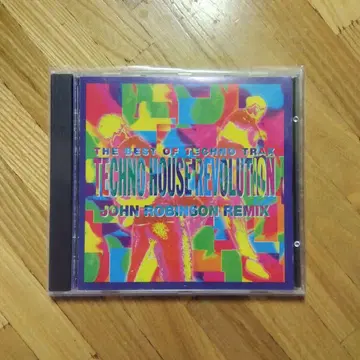 THE BEST OF TECHNO TRAX
TECHNO HOUSE REVOLUTION
JOHN ROBINSON REMIX